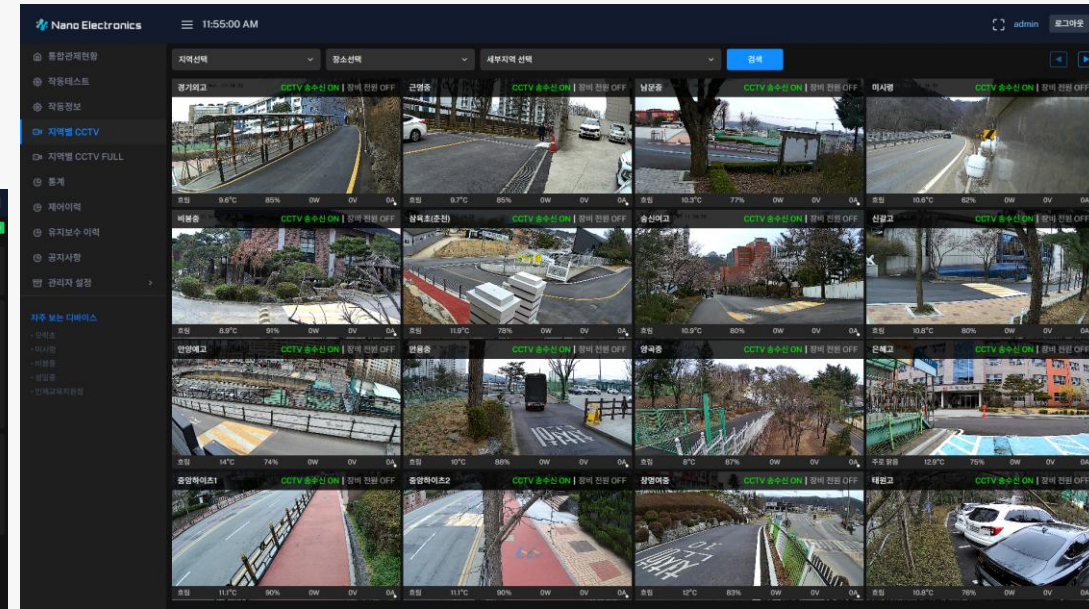 Nano Electronics
11:55:00 AM
admin 로그아웃
통합관제현황
작동테스트
작동정보
지역별 CCTV
지역별 CCTV FULL
통계
제어이력
유지보수 이력
공지사항
관리자 설정
자주 보는 디바이스
지역선택 장소선택 세부지역 선택 검색
경기외고 CCTV 송수신 ON | 장비 전원 OFF
흐림 9.6°C 85% 0W 0V 0A
근명중 CCTV 송수신 ON | 장비 전원 OFF
흐림 9.7°C 85% 0W 0V 0A
남문중 CCTV 송수신 ON | 장비 전원 OFF
흐림 10.3°C 77% 0W 0V 0A
미시령 CCTV 송수신 ON | 장비 전원 OFF
흐림 10.6°C 62% 0W 0V 0A
비봉중 CCTV 송수신 ON | 장비 전원 OFF
흐림 8.9°C 91% 0W 0V 0A
삼육초(춘천) CCTV 송수신 ON | 장비 전원 OFF
흐림 11.9°C 78% 0W 0V 0A
숭신여고 CCTV 송수신 ON | 장비 전원 OFF
흐림 10.9°C 80% 0W 0V 0A
신갈고 CCTV 송수신 ON | 장비 전원 OFF
흐림 10.8°C 80% 0W 0V 0A
안양예고 CCTV 송수신 ON | 장비 전원 OFF
흐림 14°C 74% 0W 0V 0A
안용중 CCTV 송수신 ON | 장비 전원 OFF
흐림 10°C 88% 0W 0V 0A
양곡중 CCTV 송수신 ON | 장비 전원 OFF
흐림 8°C 87% 0W 0V 0A
은혜고 CCTV 송수신 ON | 장비 전원 OFF
주로 맑음 12.9°C 75% 0W 0V 0A
중앙하이츠1 CCTV 송수신 ON | 장비 전원 OFF
흐림 11.1°C 90% 0W 0V 0A
중앙하이츠2 CCTV 송수신 ON | 장비 전원 OFF
흐림 11.1°C 90% 0W 0V 0A
창명여중 CCTV 송수신 ON | 장비 전원 OFF
흐림 12°C 83% 0W 0V 0A
태원고 CCTV 송수신 ON | 장비 전원 OFF
흐림 10.8°C 76% 0W 0V 0A